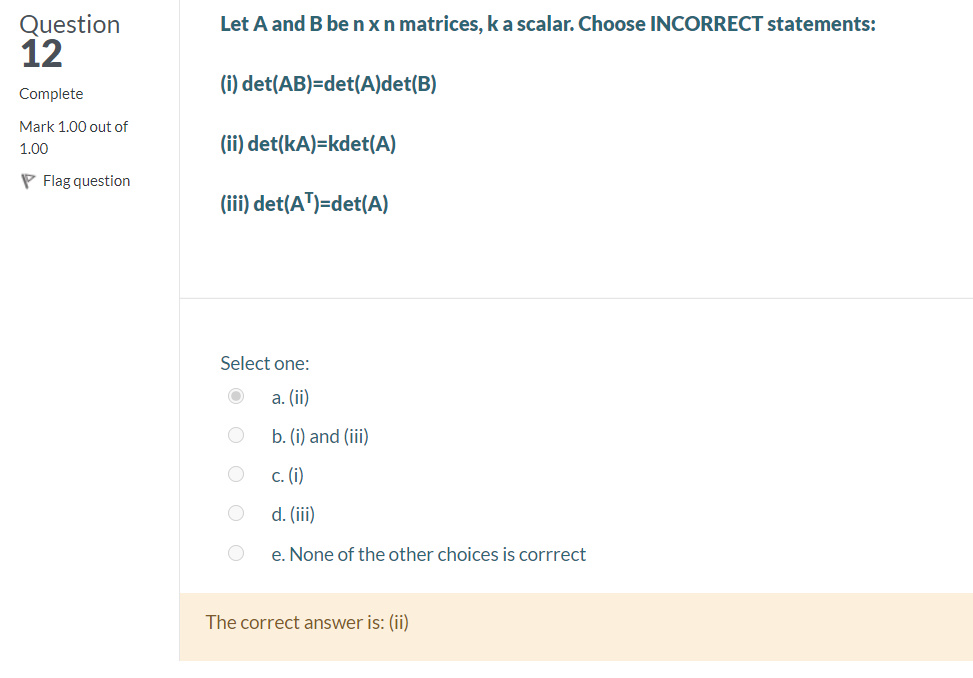 Question
12
Complete
Mark 1.00 out of
1.00
Flag question
Let A and B be n x n matrices, k a scalar. Choose INCORRECT statements:
(i) det(AB)=det(A)det(B)
(ii) det(kA)=kdet(A)
(iii) det(Aᵀ)=det(A)
Select one:
a. (ii)
b. (i) and (iii)
c. (i)
d. (iii)
e. None of the other choices is corrrect
The correct answer is: (ii)